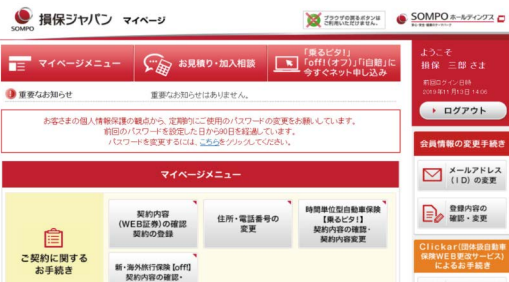 SOMPO
損保ジャパン マイページ
ブラウザの戻るボタンは
ご利用いただけません。
SOMPO ホールディングス
マイページメニュー
お見積り・加入相談
「乗るピタ!」
「off!(オフ)」「自動」に
今すぐネット申し込み
ようこそ
損保 三郎 さま
前回ログイン日時
2019年11月13日 14:06
ログアウト
重要なお知らせ
重要なお知らせはありません。
お客さまの個人情報保護の観点から、定期的にご使用のパスワードの変更をお願いしています。
前回のパスワードを設定した日から90日を経過しています。
パスワードを変更するには、こちらをクリックしてください。
会員情報の変更手続き
メールアドレス
(ID)の変更
登録内容の
確認・変更
マイページメニュー
ご契約に関する
お手続き
契約内容
(WEB証券)の確認
契約の登録
住所・電話番号の
変更
時間単位型自動車保険
【乗るピタ!】
契約内容の確認・
契約内容変更
新・海外旅行保険【off!】
契約内容の確認・
Clickar(団体扱自動車
保険WEB更改サービス)
によるお手続き